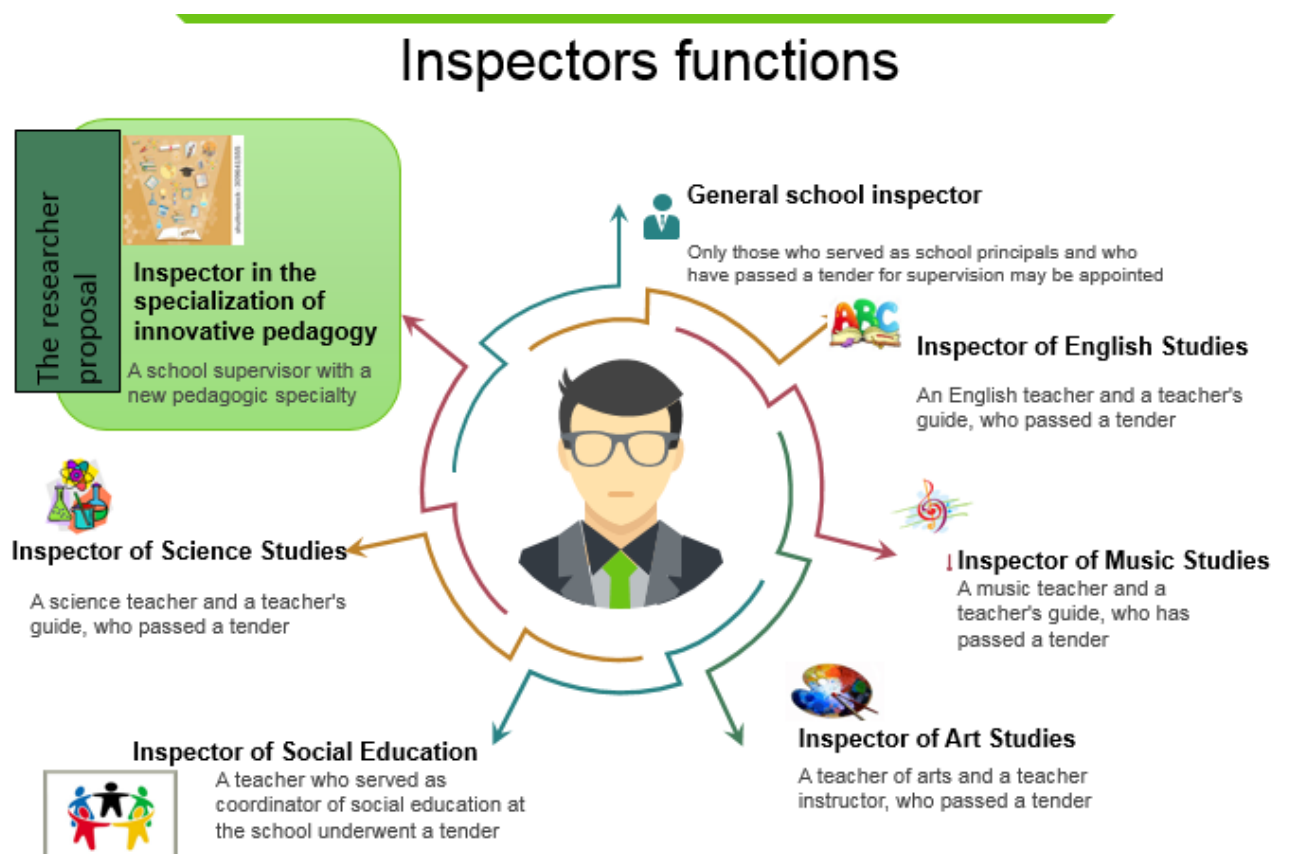 Inspectors functions
The researcher
proposal
Inspector in the
specialization of
innovative pedagogy
A school supervisor with a
new pedagogic specialty
General school inspector
Only those who served as school principals and who
have passed a tender for supervision may be appointed
ABC
Inspector of English Studies
An English teacher and a teacher's
guide, who passed a tender
Inspector of Music Studies
A music teacher and a
teacher's guide, who has
passed a tender
Inspector of Art Studies
A teacher of arts and a teacher
instructor, who passed a tender
Inspector of Social Education
A teacher who served as
coordinator of social education at
the school underwent a tender
Inspector of Science Studies
A science teacher and a teacher's
guide, who passed a tender